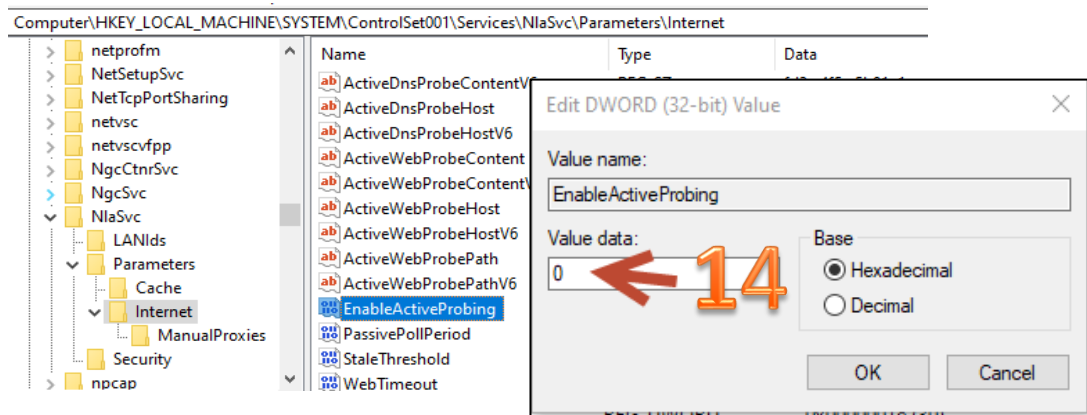 Computer\HKEY_LOCAL_MACHINE\SYSTEM\ControlSet001\Services\NlaSvc\Parameters\Internet
netprofm
NetSetupSvc
NetTcpPortSharing
netvsc
netvscvfpp
NgcCtnrSvc
NgcSvc
NlaSvc
LANIds
Parameters
Cache
Internet
ManualProxies
Security
npcap
Name Type Data
ActiveDnsProbeContentV6
ActiveDnsProbeHost
ActiveDnsProbeHostV6
ActiveWebProbeContent
ActiveWebProbeContentV
ActiveWebProbeHost
ActiveWebProbeHostV6
ActiveWebProbePath
ActiveWebProbePathV6
EnableActiveProbing
PassivePollPeriod
StaleThreshold
WebTimeout
Edit DWORD (32-bit) Value
Value name:
EnableActiveProbing
Value data:
0
14
Base
Hexadecimal
Decimal
OK Cancel